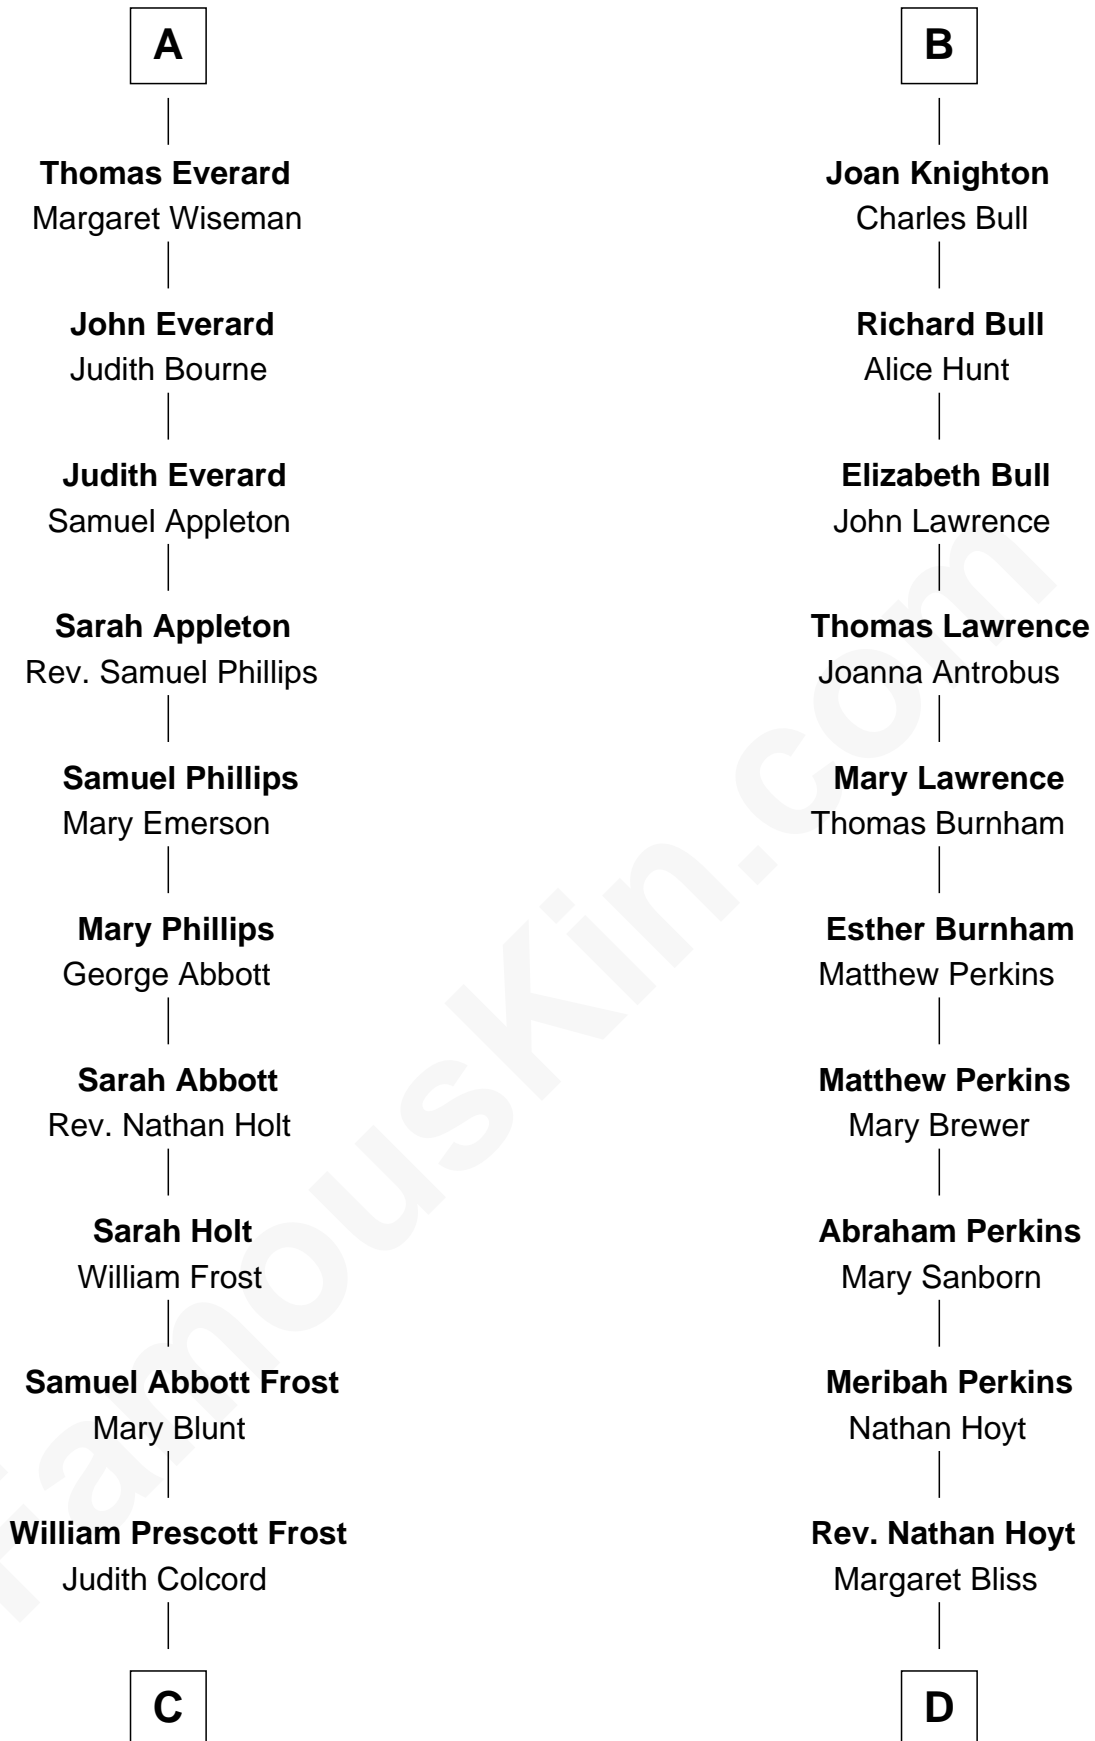 A
Thomas Everard
Margaret Wiseman
John Everard
Judith Bourne
Judith Everard
Samuel Appleton
Sarah Appleton
Rev. Samuel Phillips
Samuel Phillips
Mary Emerson
Mary Phillips
George Abbott
Sarah Abbott
Rev. Nathan Holt
Sarah Holt
William Frost
Samuel Abbott Frost
Mary Blunt
William Prescott Frost
Judith Colcord
C
B
Joan Knighton
Charles Bull
Richard Bull
Alice Hunt
Elizabeth Bull
John Lawrence
Thomas Lawrence
Joanna Antrobus
Mary Lawrence
Thomas Burnham
Esther Burnham
Matthew Perkins
Matthew Perkins
Mary Brewer
Abraham Perkins
Mary Sanborn
Meribah Perkins
Nathan Hoyt
Rev. Nathan Hoyt
Margaret Bliss
D
FamousKin.com